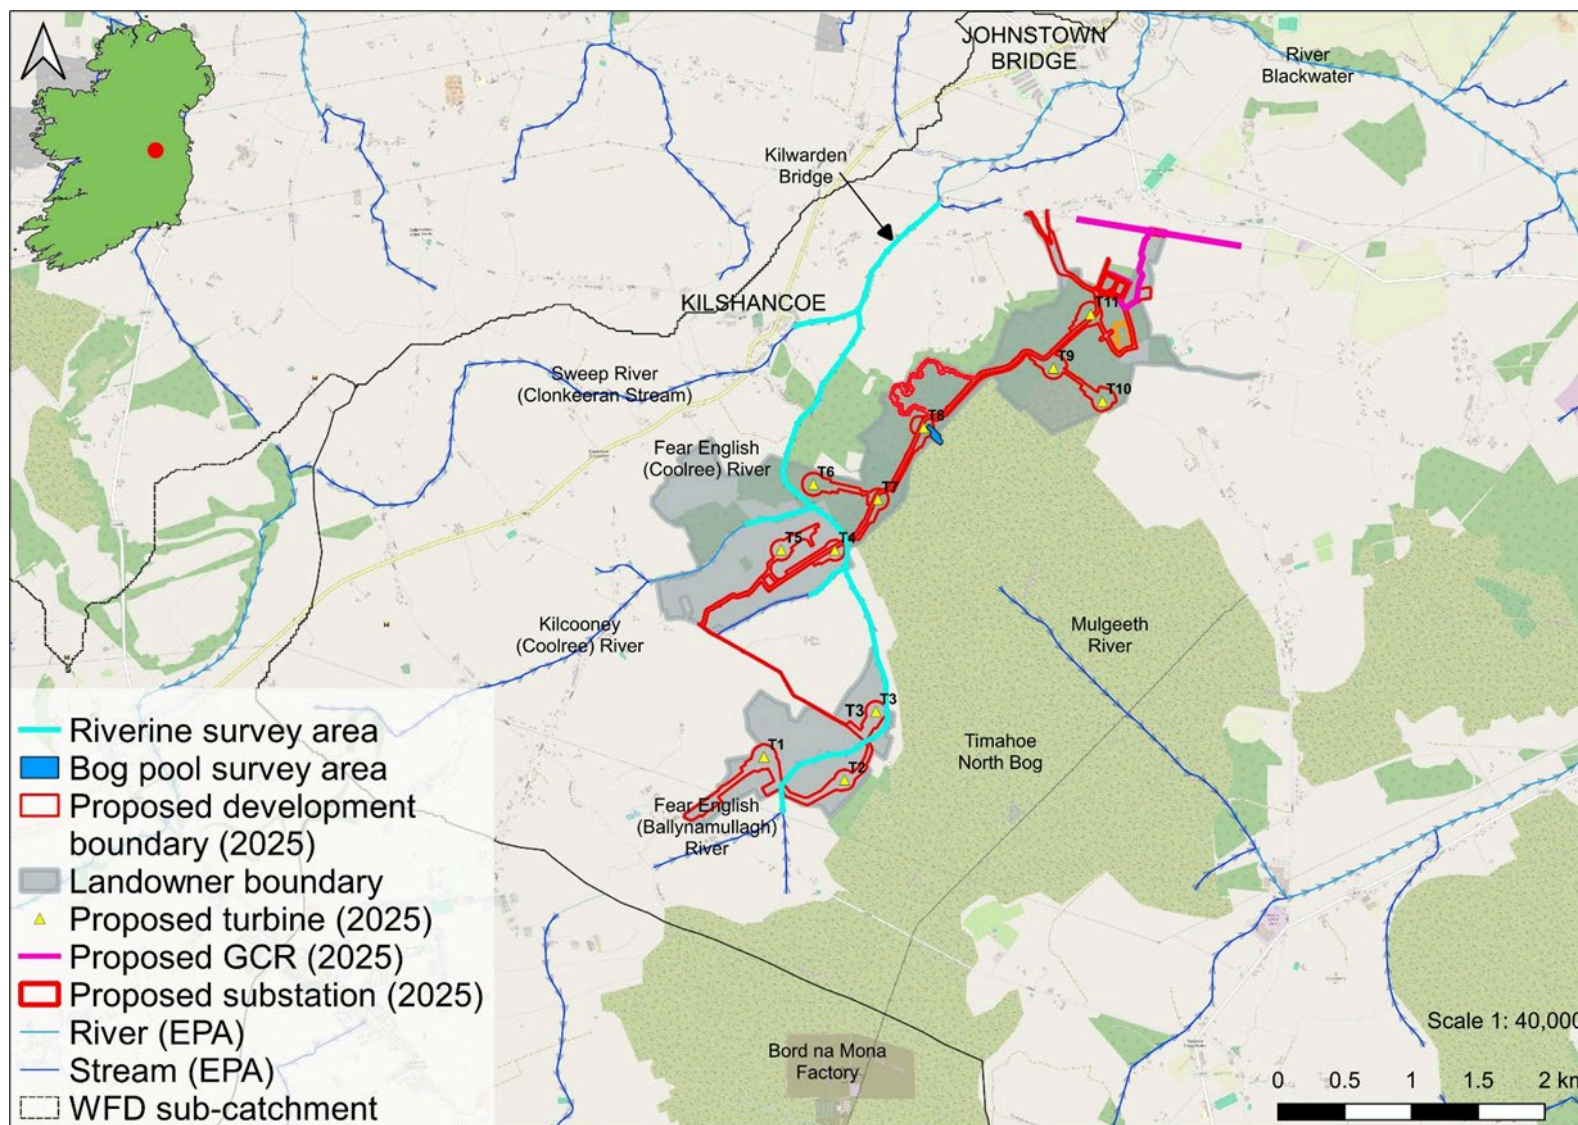 JOHNSTOWN
BRIDGE
River
Blackwater
Kilwarden
Bridge
KILSHANCOE
T11
T9
T10
Sweep River
(Clonkeeran Stream)
T8
Fear English
(Coolree) River
T6
T7
T5
T4
Kilcooney
(Coolree) River
Mulgeeth
River
T3
T3
T1
T2
Timahoe
North Bog
Fear English
(Ballynamullagh)
River
Bord na Mona
Factory
Riverine survey area
Bog pool survey area
Proposed development
boundary (2025)
Landowner boundary
Proposed turbine (2025)
Proposed GCR (2025)
Proposed substation (2025)
River (EPA)
Stream (EPA)
WFD sub-catchment
Scale 1: 40,000
0 0.5 1 1.5 2 km